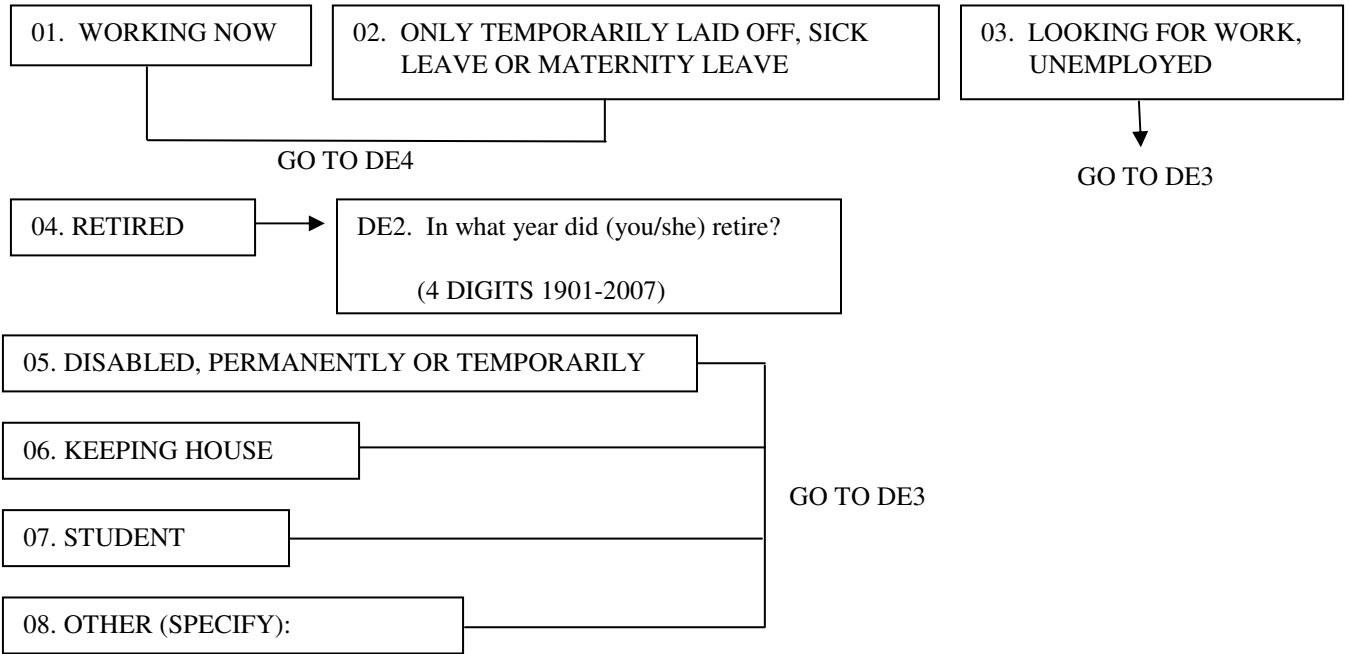 01. WORKING NOW
02. ONLY TEMPORARILY LAID OFF, SICK
LEAVE OR MATERNITY LEAVE
03. LOOKING FOR WORK,
UNEMPLOYED
GO TO DE4
GO TO DE3
04. RETIRED
DE2. In what year did (you/she) retire?
(4 DIGITS 1901-2007)
05. DISABLED, PERMANENTLY OR TEMPORARILY
06. KEEPING HOUSE
GO TO DE3
07. STUDENT
08. OTHER (SPECIFY):